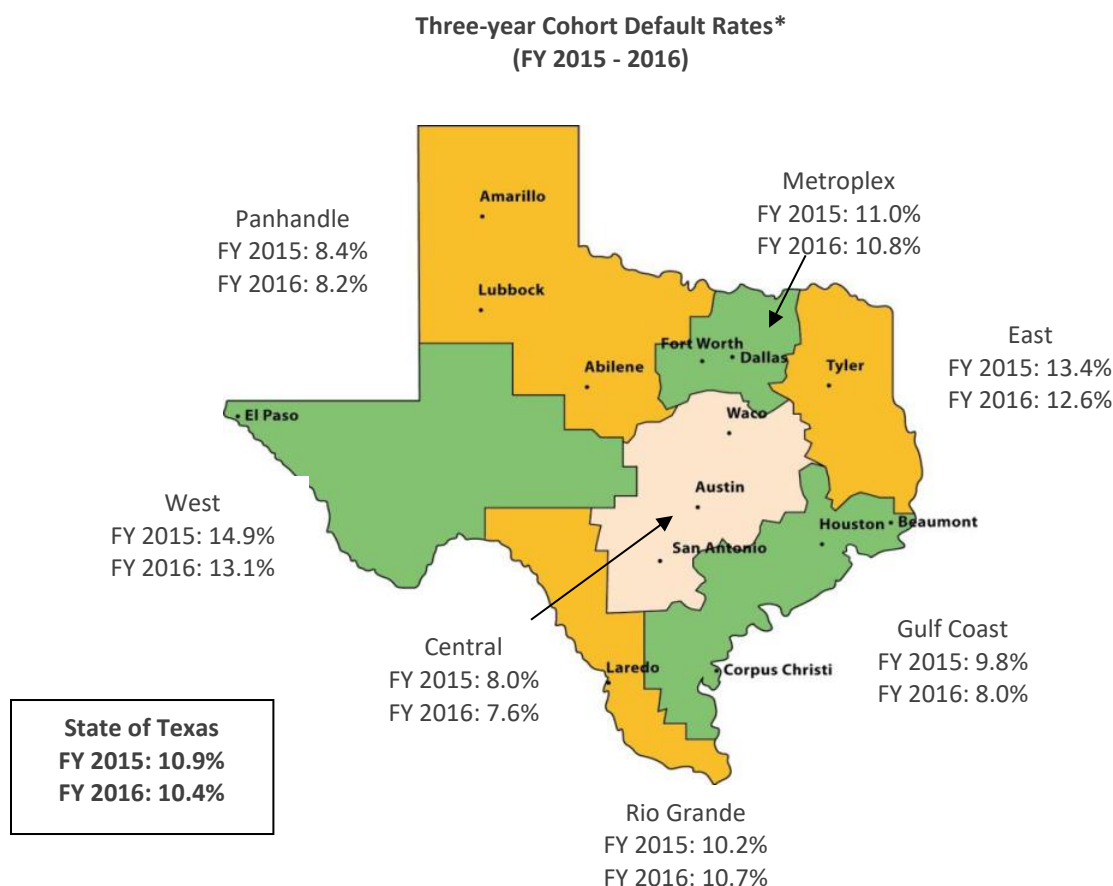 Three-year Cohort Default Rates*
(FY 2015 - 2016)
Metroplex
FY 2015: 11.0%
FY 2016: 10.8%
Panhandle
FY 2015: 8.4%
FY 2016: 8.2%
Amarillo
Lubbock
Abilene
Fort Worth
Dallas
Tyler
East
FY 2015: 13.4%
FY 2016: 12.6%
El Paso
Waco
Austin
San Antonio
Houston
Beaumont
West
FY 2015: 14.9%
FY 2016: 13.1%
Central
FY 2015: 8.0%
FY 2016: 7.6%
Laredo
Corpus Christi
Gulf Coast
FY 2015: 9.8%
FY 2016: 8.0%
State of Texas
FY 2015: 10.9%
FY 2016: 10.4%
Rio Grande
FY 2015: 10.2%
FY 2016: 10.7%